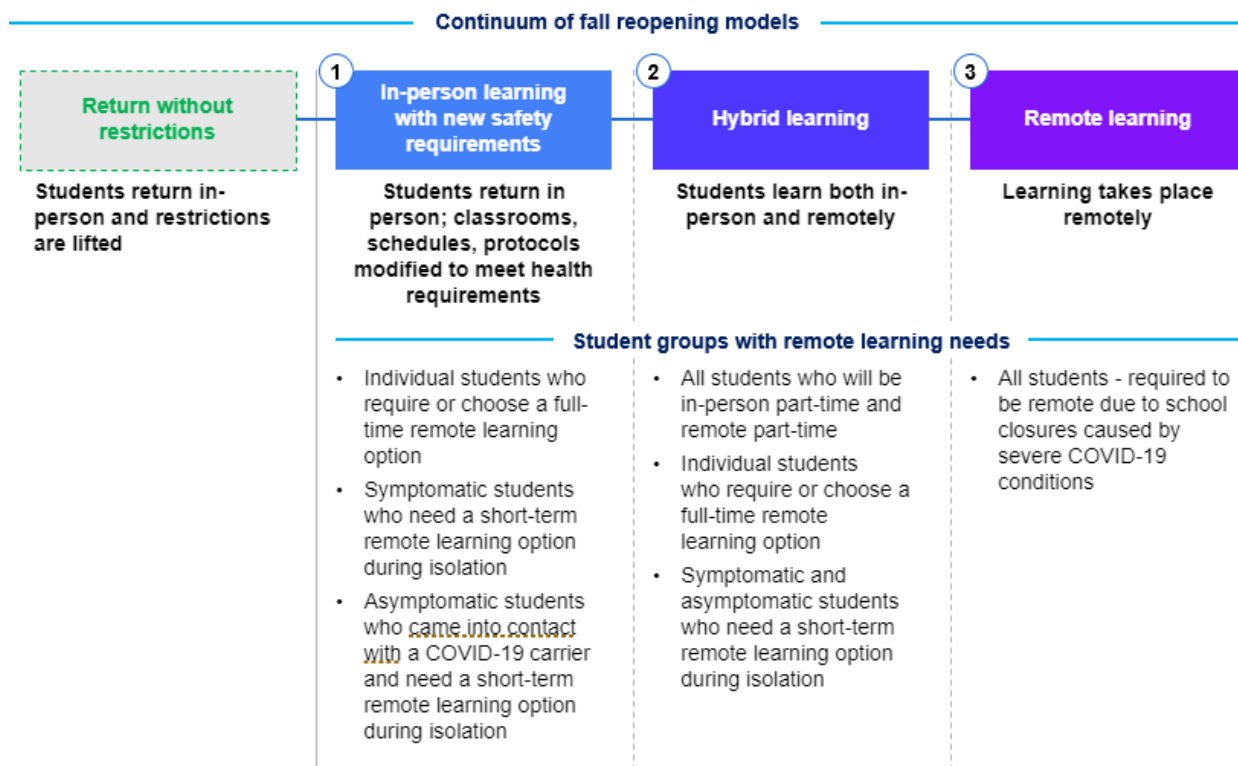 Continuum of fall reopening models
Return without
restrictions
Students return in-
person and restrictions
are lifted
1
In-person learning
with new safety
requirements
Students return in
person; classrooms,
schedules, protocols
modified to meet health
requirements
2
Hybrid learning
Students learn both in-
person and remotely
3
Remote learning
Learning takes place
remotely
Student groups with remote learning needs
• Individual students who
require or choose a full-
time remote learning
option
• Symptomatic students
who need a short-term
remote learning option
during isolation
• Asymptomatic students
who came into contact
with a COVID-19 carrier
and need a short-term
remote learning option
during isolation
• All students who will be
in-person part-time and
remote part-time
• Individual students
who require or choose a
full-time remote
learning option
• Symptomatic and
asymptomatic students
who need a short-term
remote learning option
during isolation
• All students - required to
be remote due to school
closures caused by
severe COVID-19
conditions